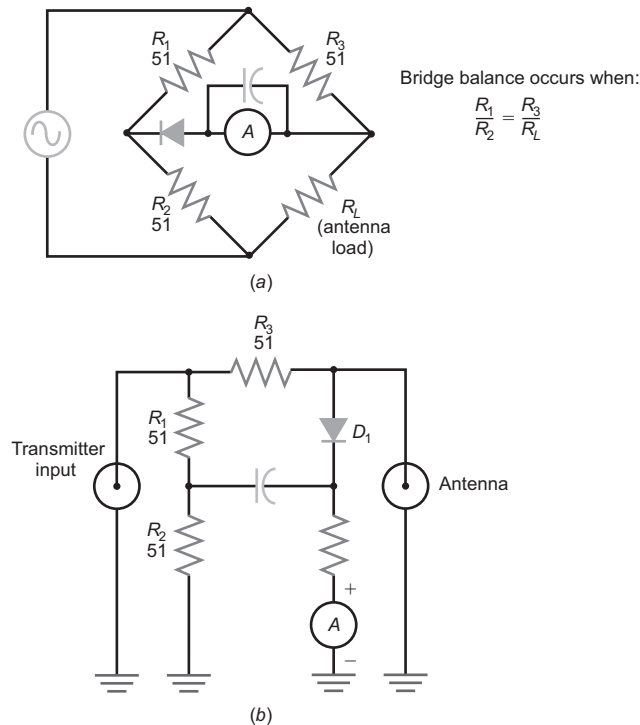 R1
51
R3
51
A
R2
51
RL
(antenna
load)
Bridge balance occurs when:
R1/R2 = R3/RL
(a)
R3
51
R1
51
D1
Transmitter
input
Antenna
R2
51
+
A
−
(b)